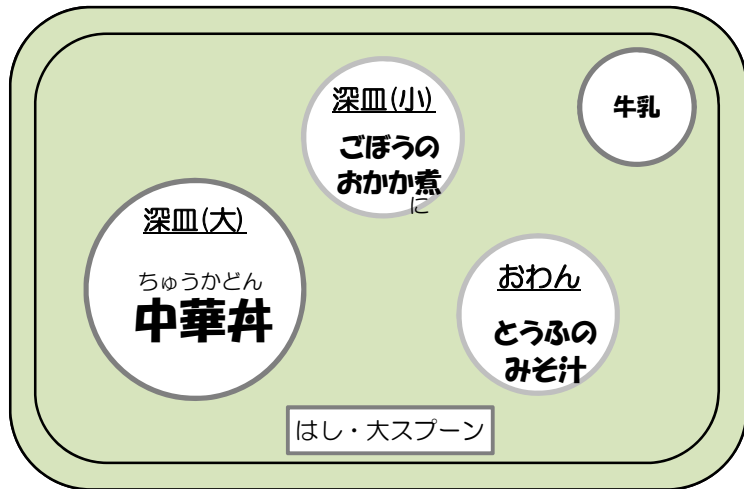 深皿(小)
ごぼうの
おかか煮
に
牛乳
深皿(大)
ちゅうかどん
中華丼
おわん
とうふの
みそ汁
はし・大スプーン